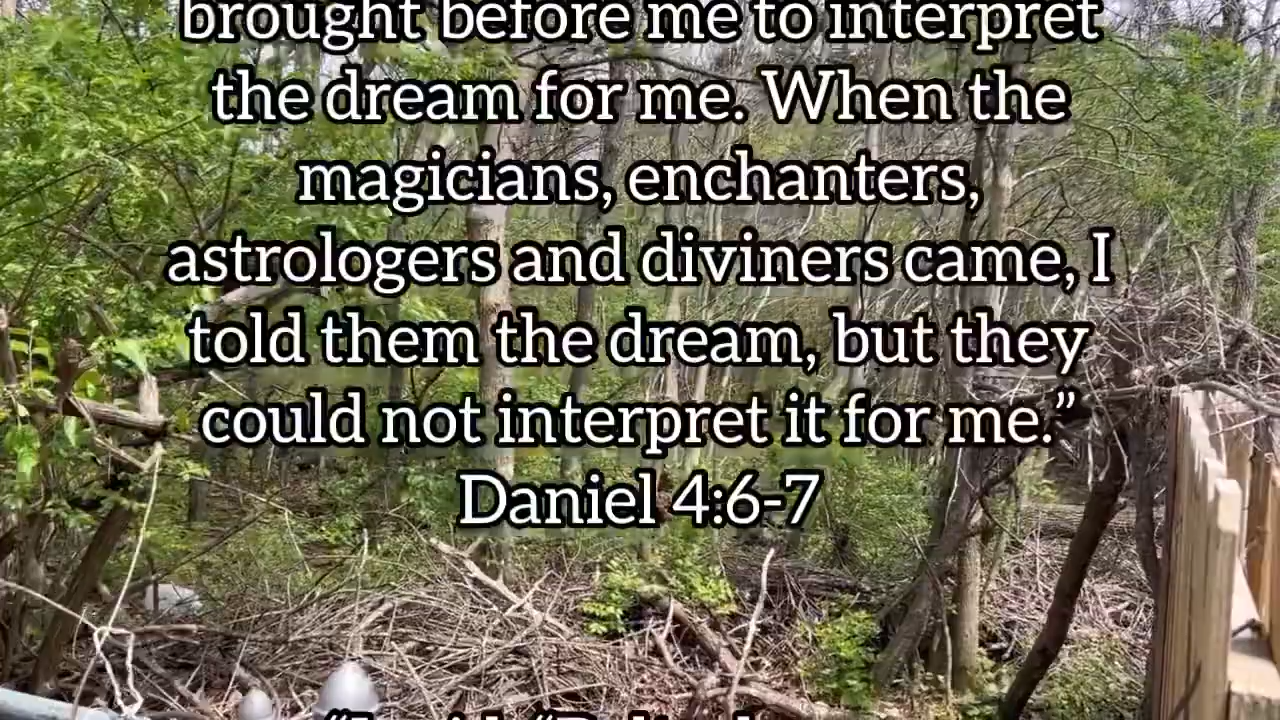 brought before me to interpret
the dream for me. When the
magicians, enchanters,
astrologers and diviners came, I
told them the dream, but they
could not interpret it for me.”
Daniel 4:6-7